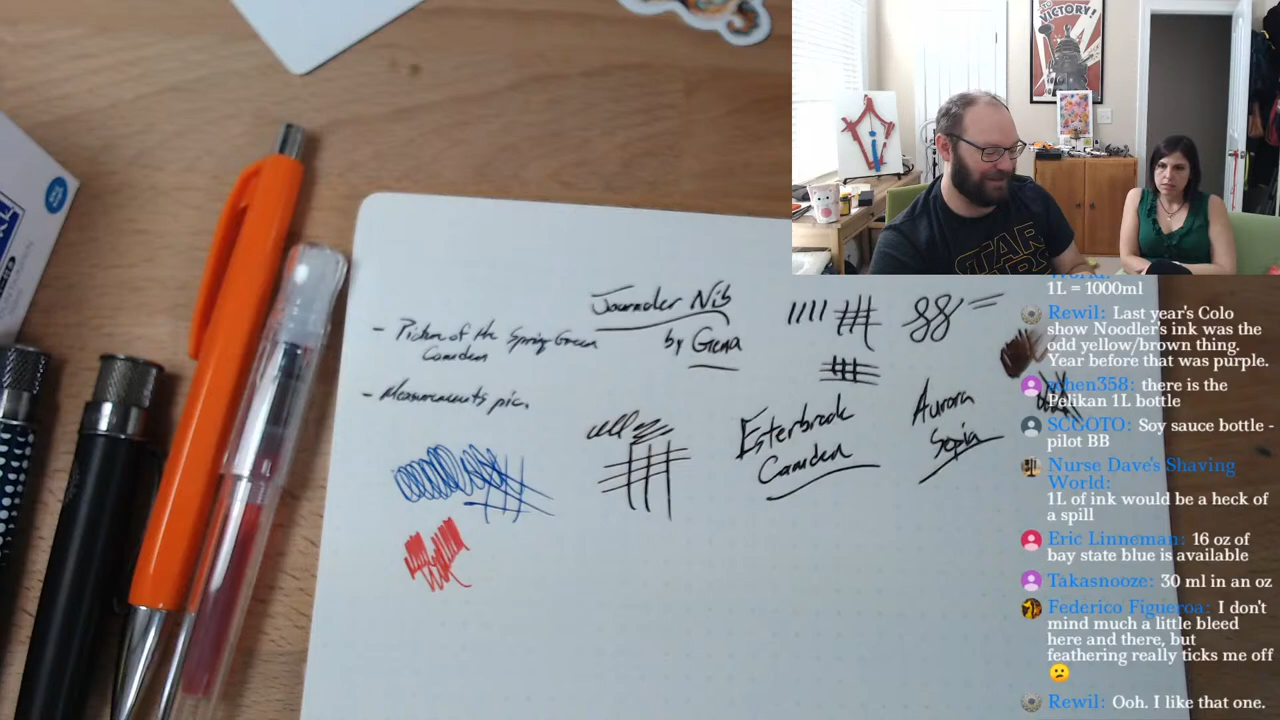 TO VICTORY!
STAR
WARS
Journaler Nib
by Gena
- Picture of the Spring Green
Camden
- Measurements pic.
Esterbrook
Camden
Aurora
Sepia
World:
1L = 1000ml
Rewil: Last year's Colo
show Noodler's ink was the
odd yellow/brown thing.
Year before that was purple.
achen358: there is the
Pelikan 1L bottle
SCGOTO: Soy sauce bottle -
pilot BB
Nurse Dave's Shaving
World:
1L of ink would be a heck of
a spill
Eric Linneman: 16 oz of
bay state blue is available
Takasnooze: 30 ml in an oz
Federico Figueroa: I don't
mind much a little bleed
here and there, but
feathering really ticks me off
Rewil: Ooh. I like that one.